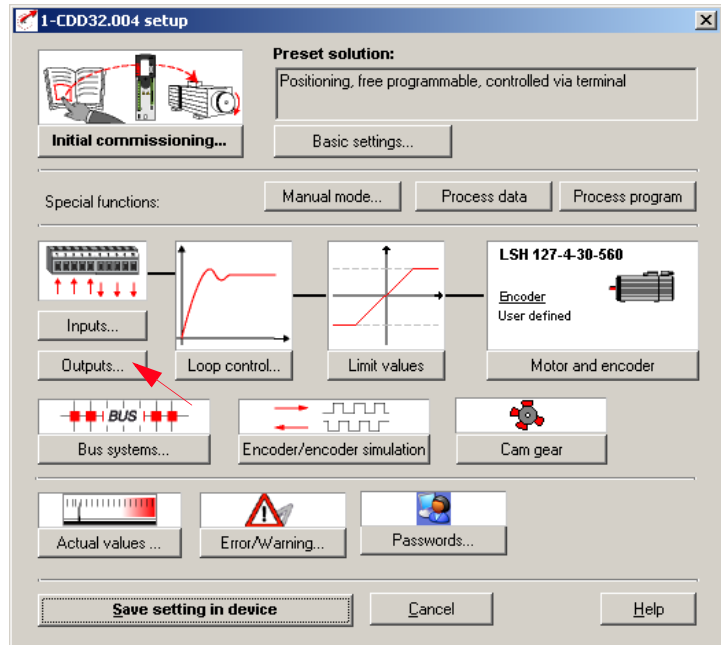 1-CDD32.004 setup
Preset solution:
Positioning, free programmable, controlled via terminal
Initial commissioning...
Basic settings...
Special functions:
Manual mode...
Process data
Process program
LSH 127-4-30-560
Encoder
User defined
Inputs...
Outputs...
Loop control...
Limit values
Motor and encoder
BUS
Bus systems...
Encoder/encoder simulation
Cam gear
Actual values ...
Error/Warning...
Passwords...
Save setting in device
Cancel
Help